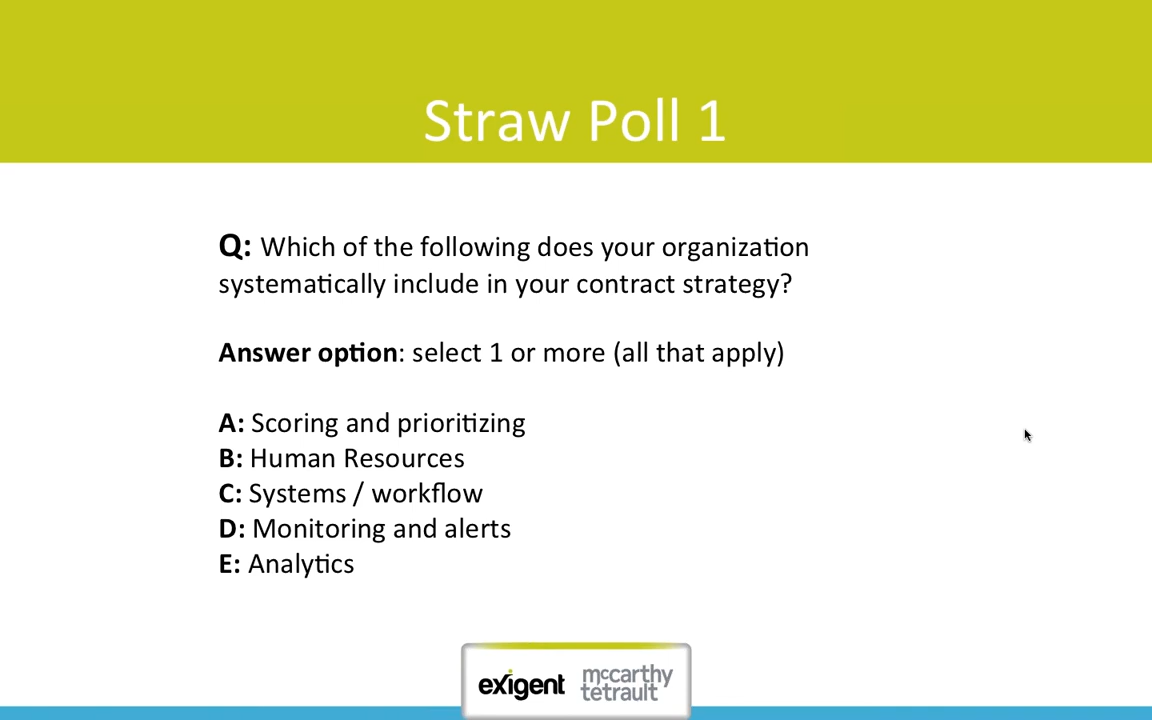 Straw Poll 1
Q: Which of the following does your organization
systematically include in your contract strategy?
Answer option: select 1 or more (all that apply)
A: Scoring and prioritizing
B: Human Resources
C: Systems / workflow
D: Monitoring and alerts
E: Analytics
exigent
mccarthy
tetrault